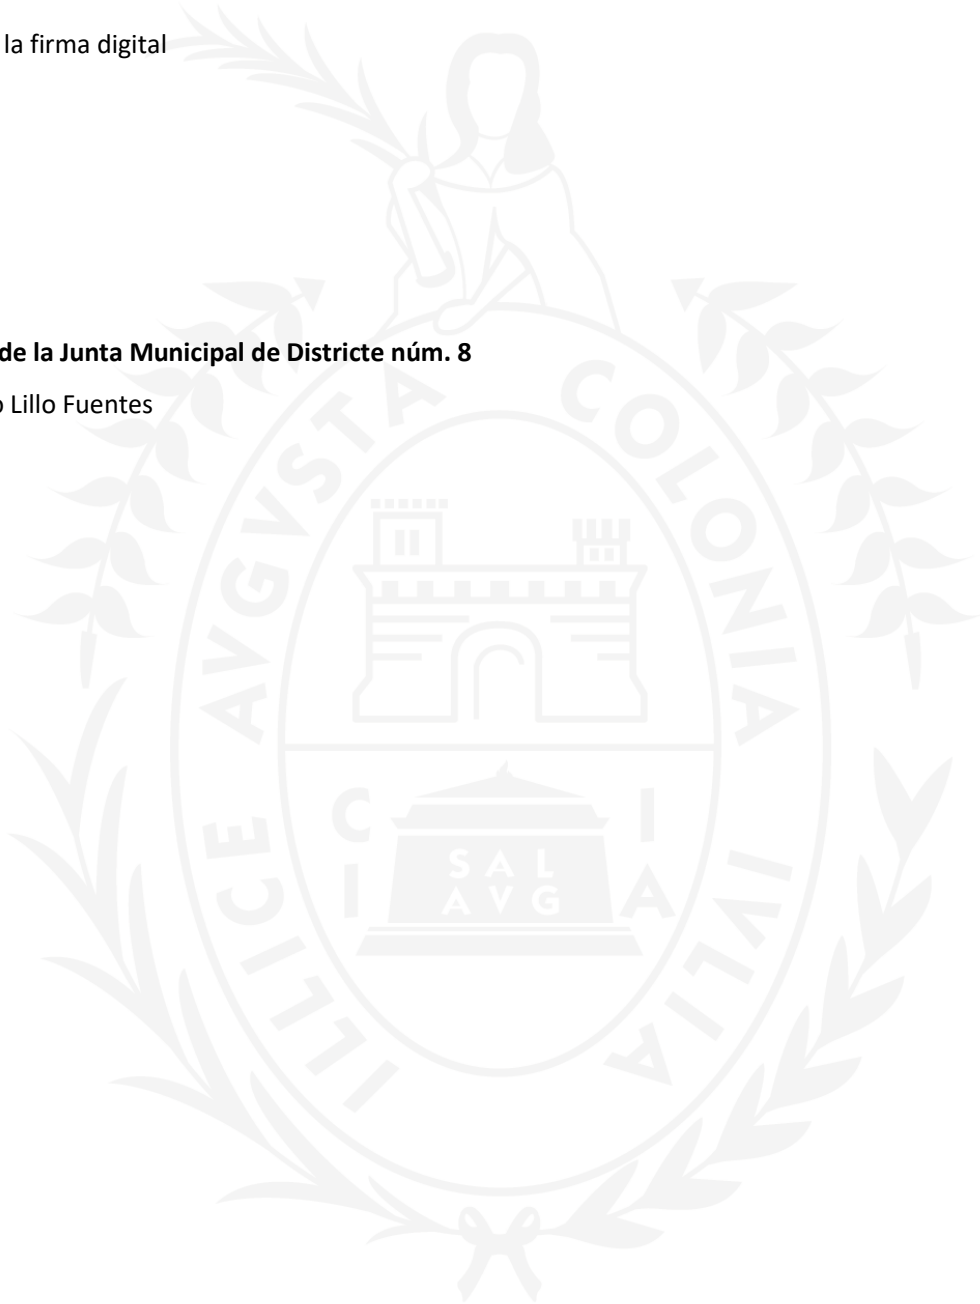 la firma digital
de la Junta Municipal de Districte núm. 8
Lillo Fuentes
COLONIA IVLIA ILLICE AVGVSTA
C I
I A
SAL
AVG